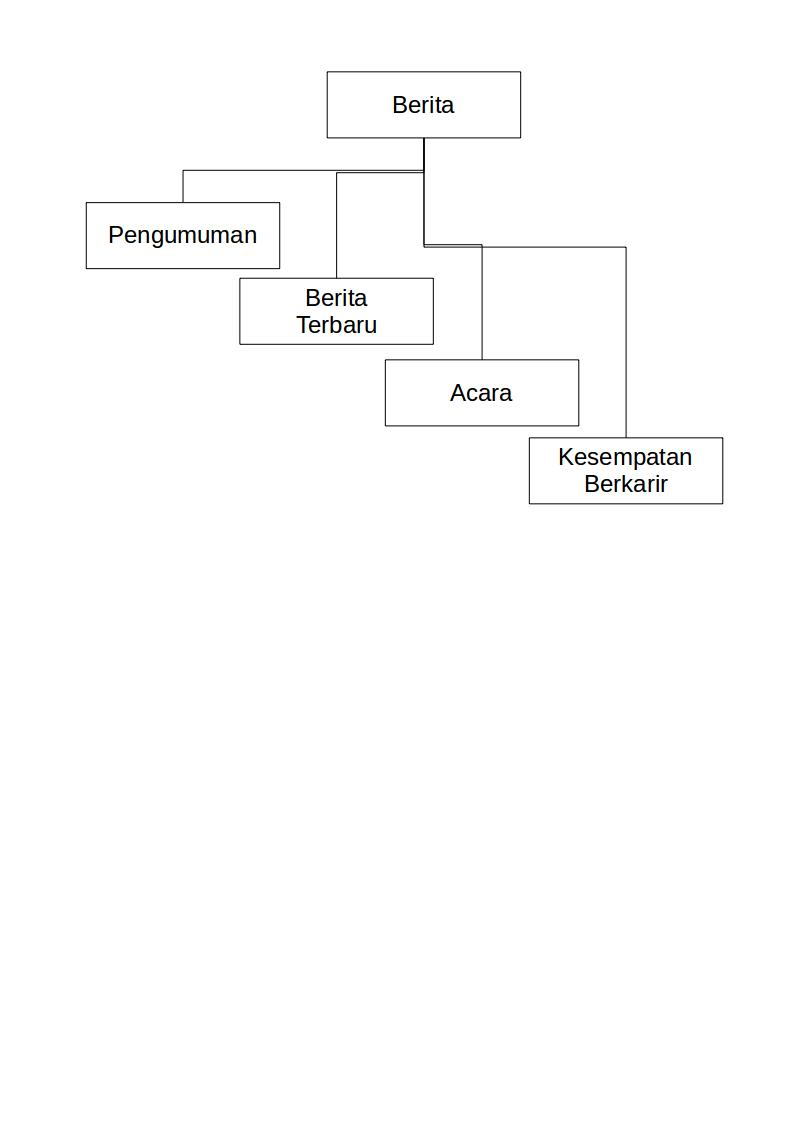 Berita
Pengumuman
Berita
Terbaru
Acara
Kesempatan
Berkarir